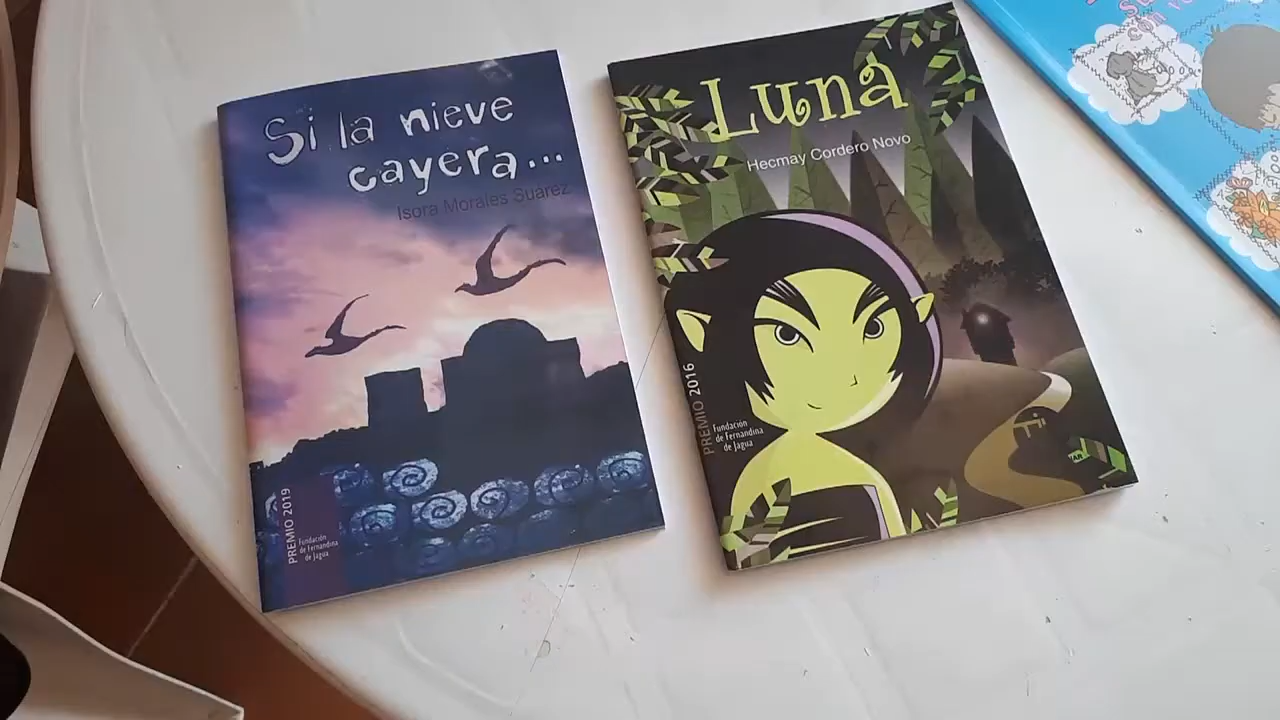 Si la nieve
cayera...
Isora Morales Suárez
PREMIO 2019
Fundación
de Fernandina
de Jagua
Luna
Hecmay Cordero Novo
PREMIO 2016
Fundación
de Fernandina
de Jagua